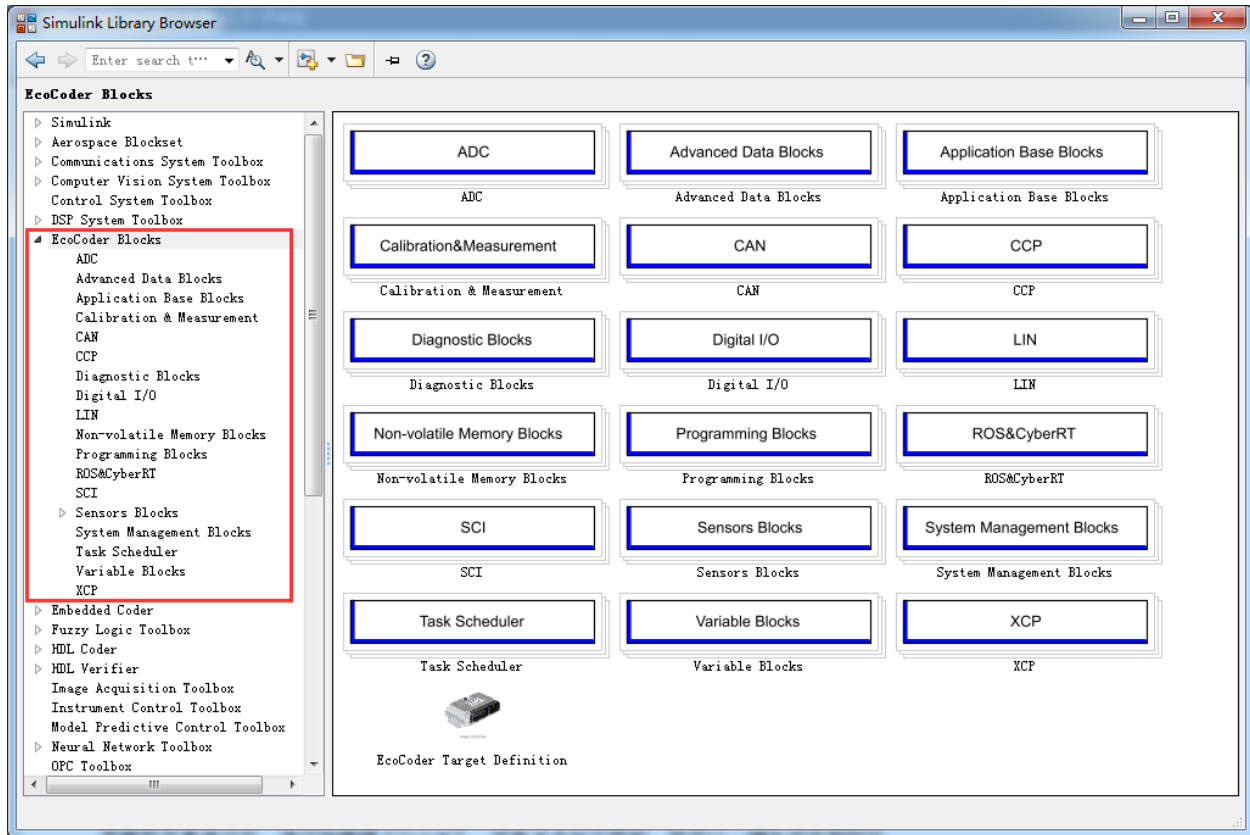 Simulink Library Browser
Enter search t...
EcoCoder Blocks
Simulink
Aerospace Blockset
Communications System Toolbox
Computer Vision System Toolbox
Control System Toolbox
DSP System Toolbox
EcoCoder Blocks
ADC
Advanced Data Blocks
Application Base Blocks
Calibration & Measurement
CAN
CCP
Diagnostic Blocks
Digital I/O
LIN
Non-volatile Memory Blocks
Programming Blocks
ROS&CyberRT
SCI
Sensors Blocks
System Management Blocks
Task Scheduler
Variable Blocks
XCP
Embedded Coder
Fuzzy Logic Toolbox
HDL Coder
HDL Verifier
Image Acquisition Toolbox
Instrument Control Toolbox
Model Predictive Control Toolbox
Neural Network Toolbox
OPC Toolbox
ADC Advanced Data Blocks Application Base Blocks
ADC Advanced Data Blocks Application Base Blocks
Calibration&Measurement CAN CCP
Calibration & Measurement CAN CCP
Diagnostic Blocks Digital I/O LIN
Diagnostic Blocks Digital I/O LIN
Non-volatile Memory Blocks Programming Blocks ROS&CyberRT
Non-volatile Memory Blocks Programming Blocks ROS&CyberRT
SCI Sensors Blocks System Management Blocks
SCI Sensors Blocks System Management Blocks
Task Scheduler Variable Blocks XCP
Task Scheduler Variable Blocks XCP
EcoCoder Target Definition